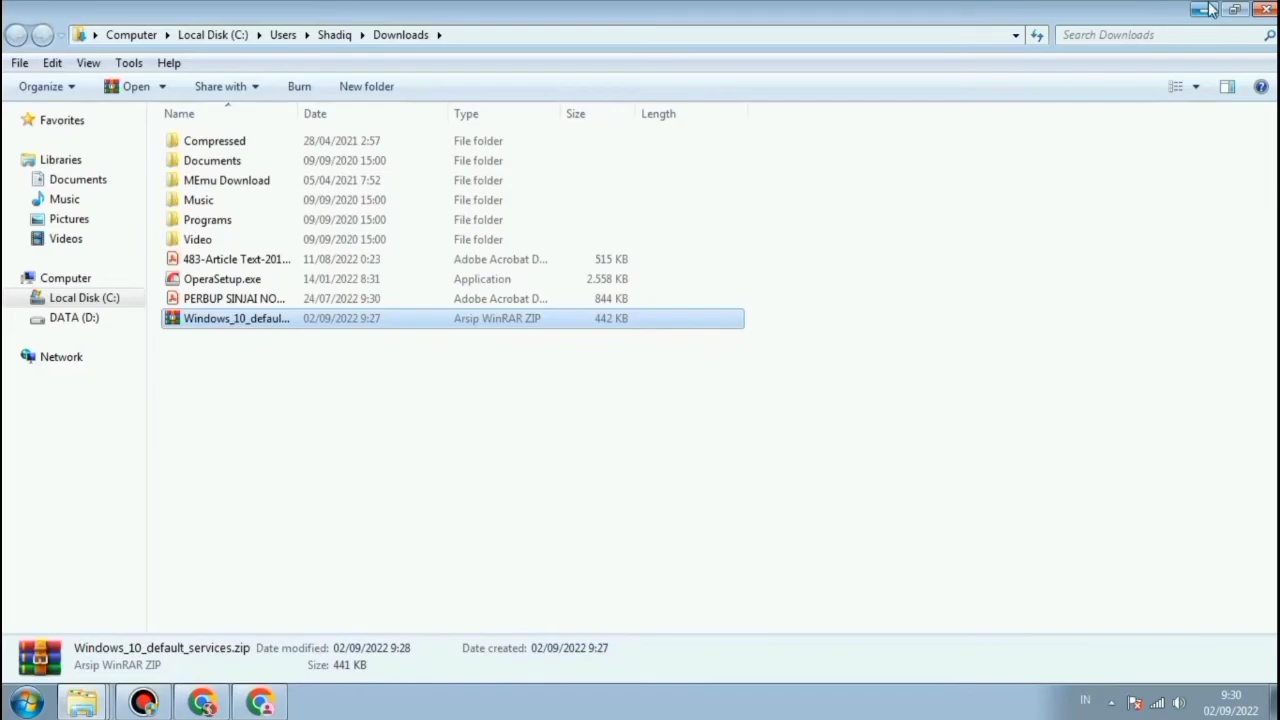 Computer Local Disk (C:) Users Shadiq Downloads Search Downloads
File Edit View Tools Help
Organize Open Share with Burn New folder
Name Date Type Size Length
Favorites
Libraries
Documents
Music
Pictures
Videos
Computer
Local Disk (C:)
DATA (D:)
Network
Compressed 28/04/2021 2:57 File folder
Documents 09/09/2020 15:00 File folder
MEmu Download 05/04/2021 7:52 File folder
Music 09/09/2020 15:00 File folder
Programs 09/09/2020 15:00 File folder
Video 09/09/2020 15:00 File folder
483-Article Text-201... 11/08/2022 0:23 Adobe Acrobat D... 515 KB
OperaSetup.exe 14/01/2022 8:31 Application 2.558 KB
PERBUP SINJAI NO... 24/07/2022 9:30 Adobe Acrobat D... 844 KB
Windows_10_defaul... 02/09/2022 9:27 Arsip WinRAR ZIP 442 KB
Windows_10_default_services.zip Date modified: 02/09/2022 9:28 Date created: 02/09/2022 9:27
Arsip WinRAR ZIP Size: 441 KB
IN 9:30
02/09/2022